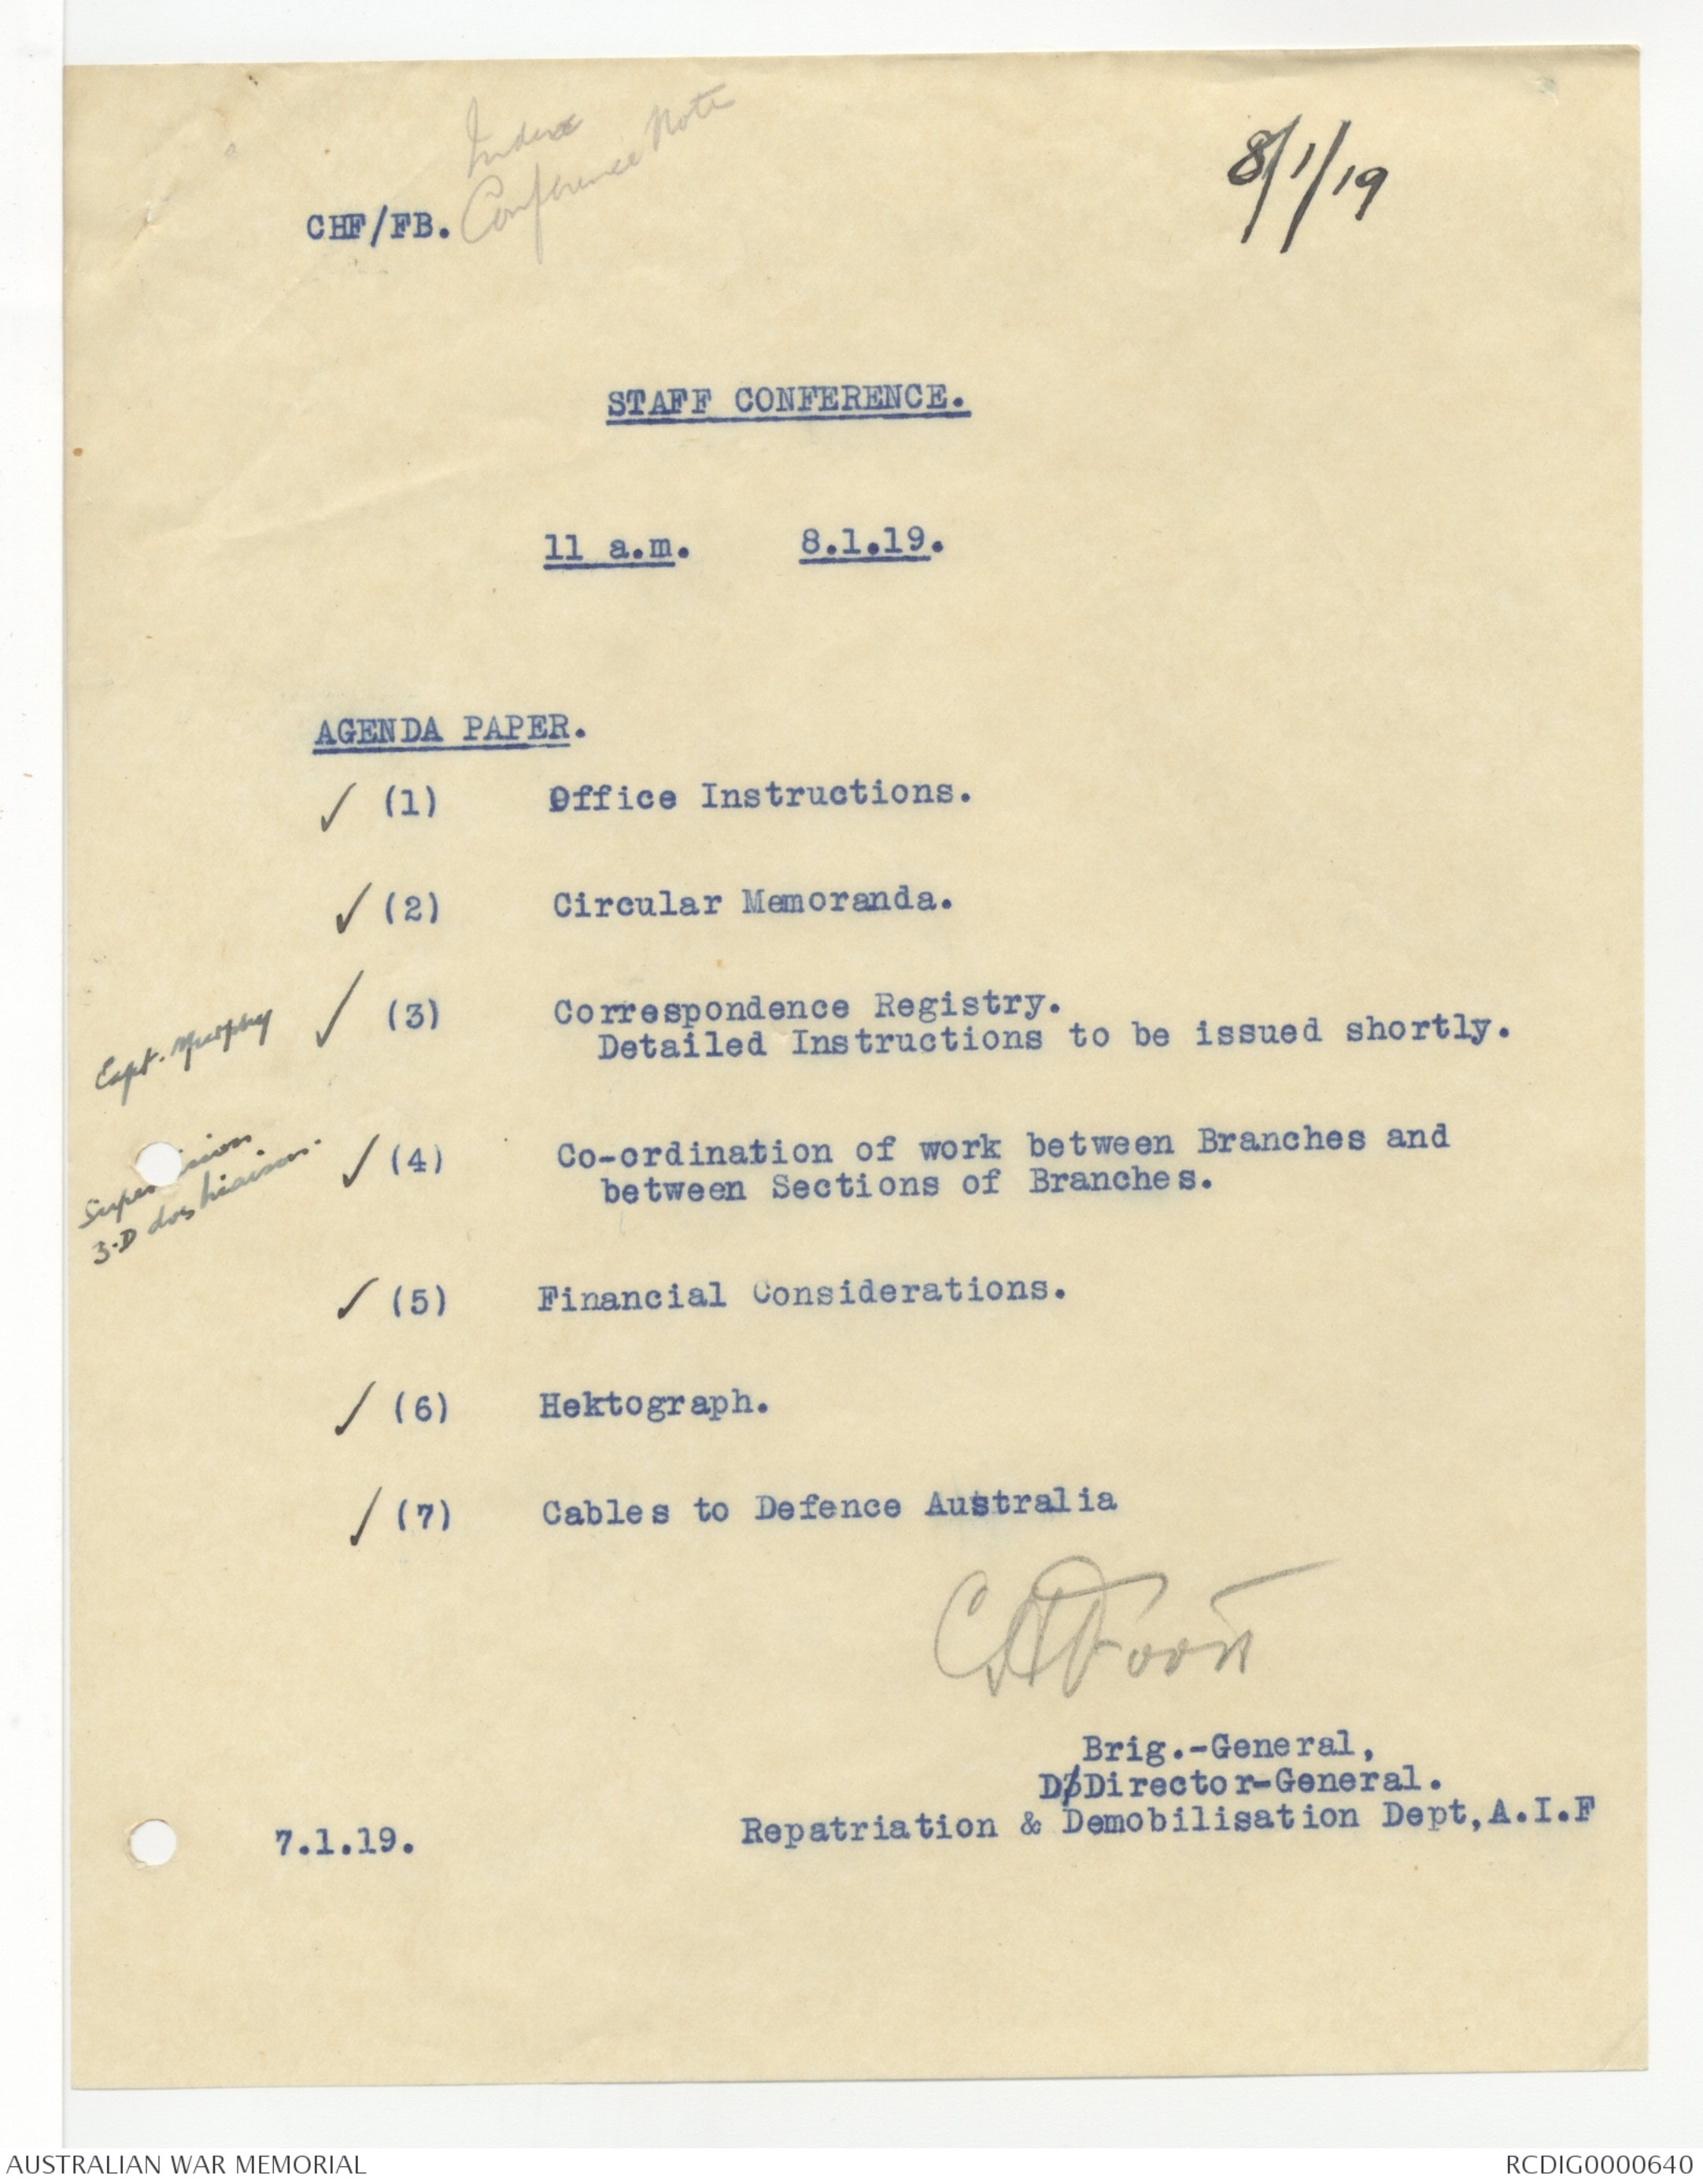 Index
Conference Note
8/1/19
CHF/FB.
STAFF CONFERENCE.
11 a.m. 8.1.19.
AGENDA PAPER.
✓ (1) Office Instructions.
✓ (2) Circular Memoranda.
Capt. Murphy ✓ (3) Correspondence Registry.
Detailed Instructions to be issued shortly.
✓ (4) Co-ordination of work between Branches and
between Sections of Branches.
3.D liaison.
✓ (5) Financial Considerations.
✓ (6) Hektograph.
✓ (7) Cables to Defence Australia
CHFoott
Brig.-General,
D/Director-General.
Repatriation & Demobilisation Dept,A.I.F
7.1.19.
AUSTRALIAN WAR MEMORIAL
RCDIG0000640